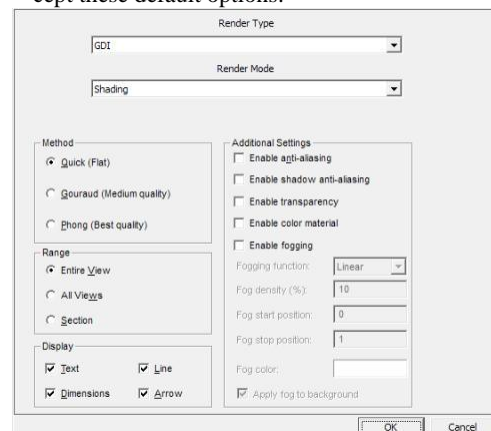 cept these default options.
Render Type
GDI
Render Mode
Shading
Method
Quick (Flat)
Gouraud (Medium quality)
Phong (Best quality)
Range
Entire View
All Views
Section
Display
Text Line
Dimensions Arrow
Additional Settings
Enable anti-aliasing
Enable shadow anti-aliasing
Enable transparency
Enable color material
Enable fogging
Fogging function: Linear
Fog density (%): 10
Fog start position: 0
Fog stop position: 1
Fog color:
Apply fog to background
OK Cancel